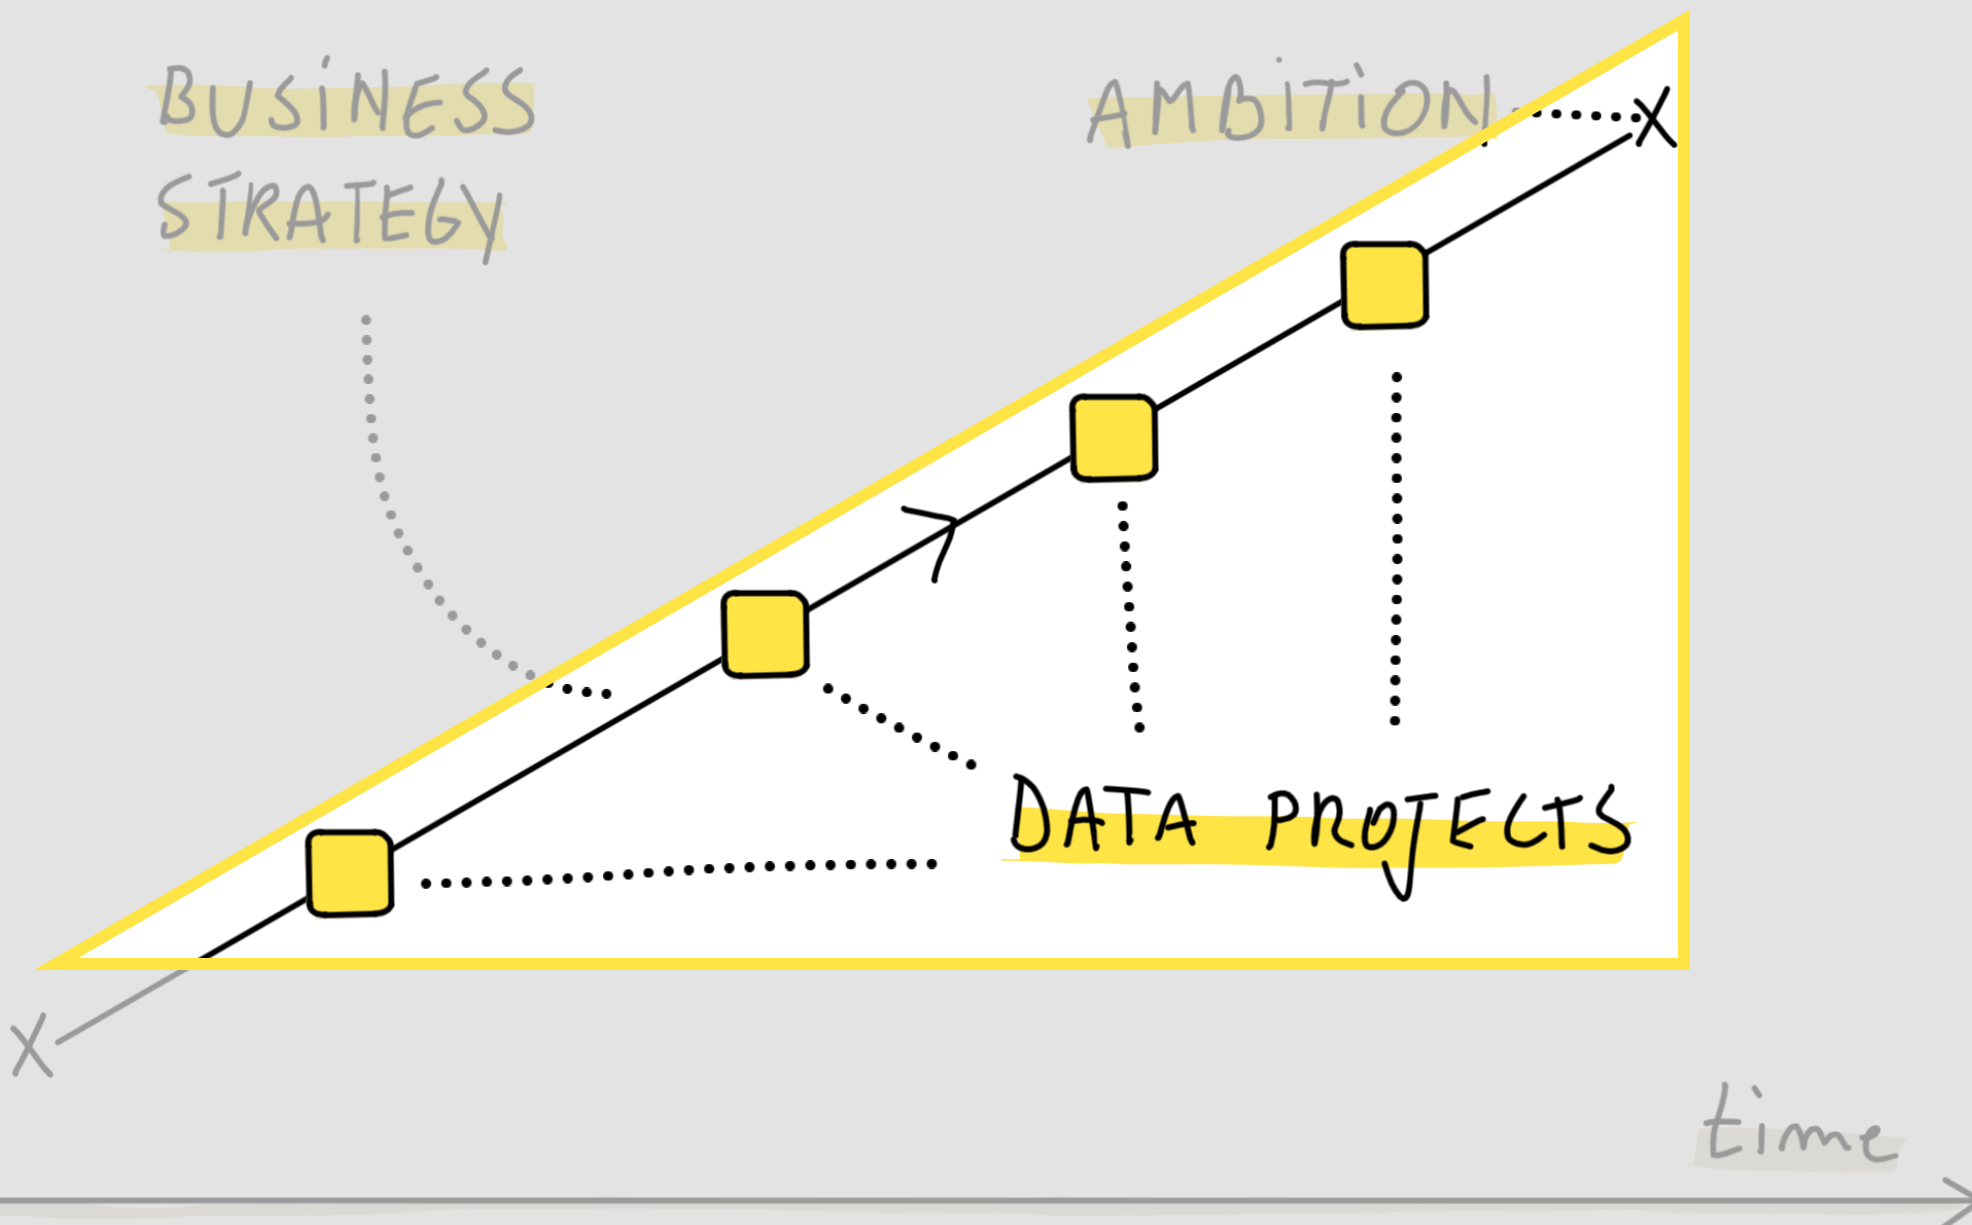 BUSiNESS
STRATEGY
AMBiTiON
X
DATA PROJECTS
X
time